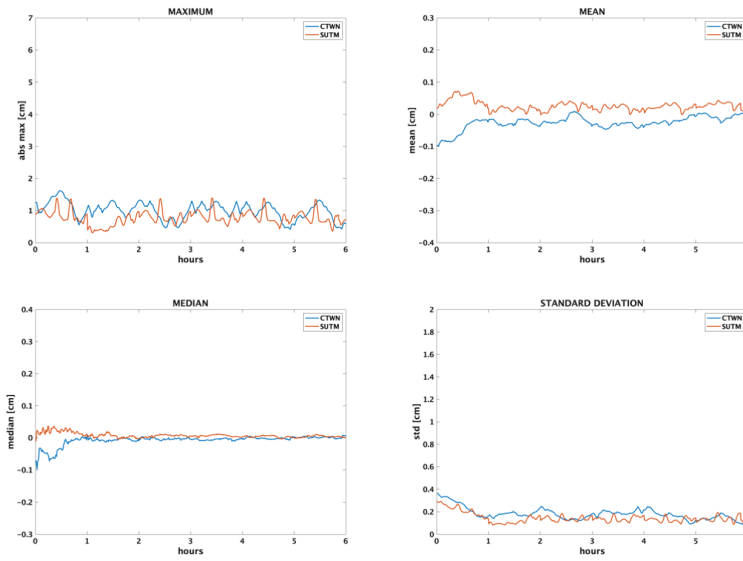 MAXIMUM
7
6
5
4
3
2
1
0
abs max [cm]
CTWN
SUTM
0 1 2 3 4 5 6
hours
MEAN
0.3
0.2
0.1
0
-0.1
-0.2
-0.3
-0.4
mean [cm]
CTWN
SUTM
0 1 2 3 4 5
hours
MEDIAN
0.4
0.3
0.2
0.1
0
-0.1
-0.2
-0.3
median [cm]
CTWN
SUTM
0 1 2 3 4 5 6
hours
STANDARD DEVIATION
2
1.8
1.6
1.4
1.2
1
0.8
0.6
0.4
0.2
0
std [cm]
CTWN
SUTM
0 1 2 3 4 5
hours